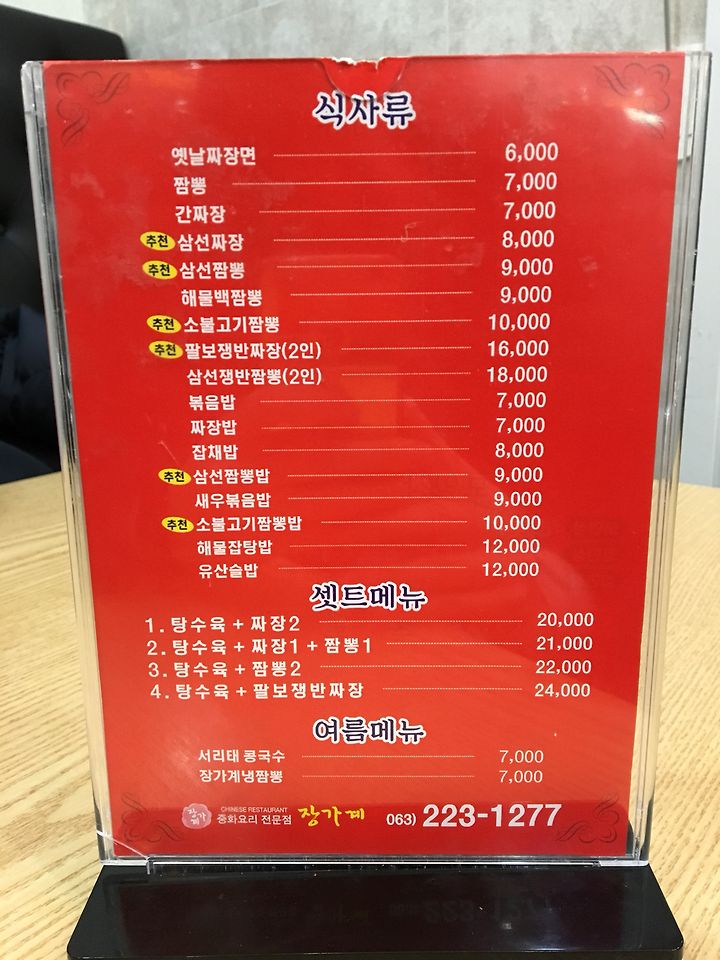 식사류
옛날짜장면 6,000
짬뽕 7,000
간짜장 7,000
추천 삼선짜장 8,000
추천 삼선짬뽕 9,000
해물백짬뽕 9,000
추천 소불고기짬뽕 10,000
추천 팔보쟁반짜장(2인) 16,000
삼선쟁반짬뽕(2인) 18,000
볶음밥 7,000
짜장밥 7,000
잡채밥 8,000
추천 삼선짬뽕밥 9,000
새우볶음밥 9,000
추천 소불고기짬뽕밥 10,000
해물잡탕밥 12,000
유산슬밥 12,000
셋트메뉴
1. 탕수육 + 짜장2 20,000
2. 탕수육 + 짜장1 + 짬뽕1 21,000
3. 탕수육 + 짬뽕2 22,000
4. 탕수육 + 팔보쟁반짜장 24,000
여름메뉴
서리태 콩국수 7,000
장가계냉짬뽕 7,000
장가계
CHINESE RESTAURANT
중화요리 전문점 장가계 063) 223-1277